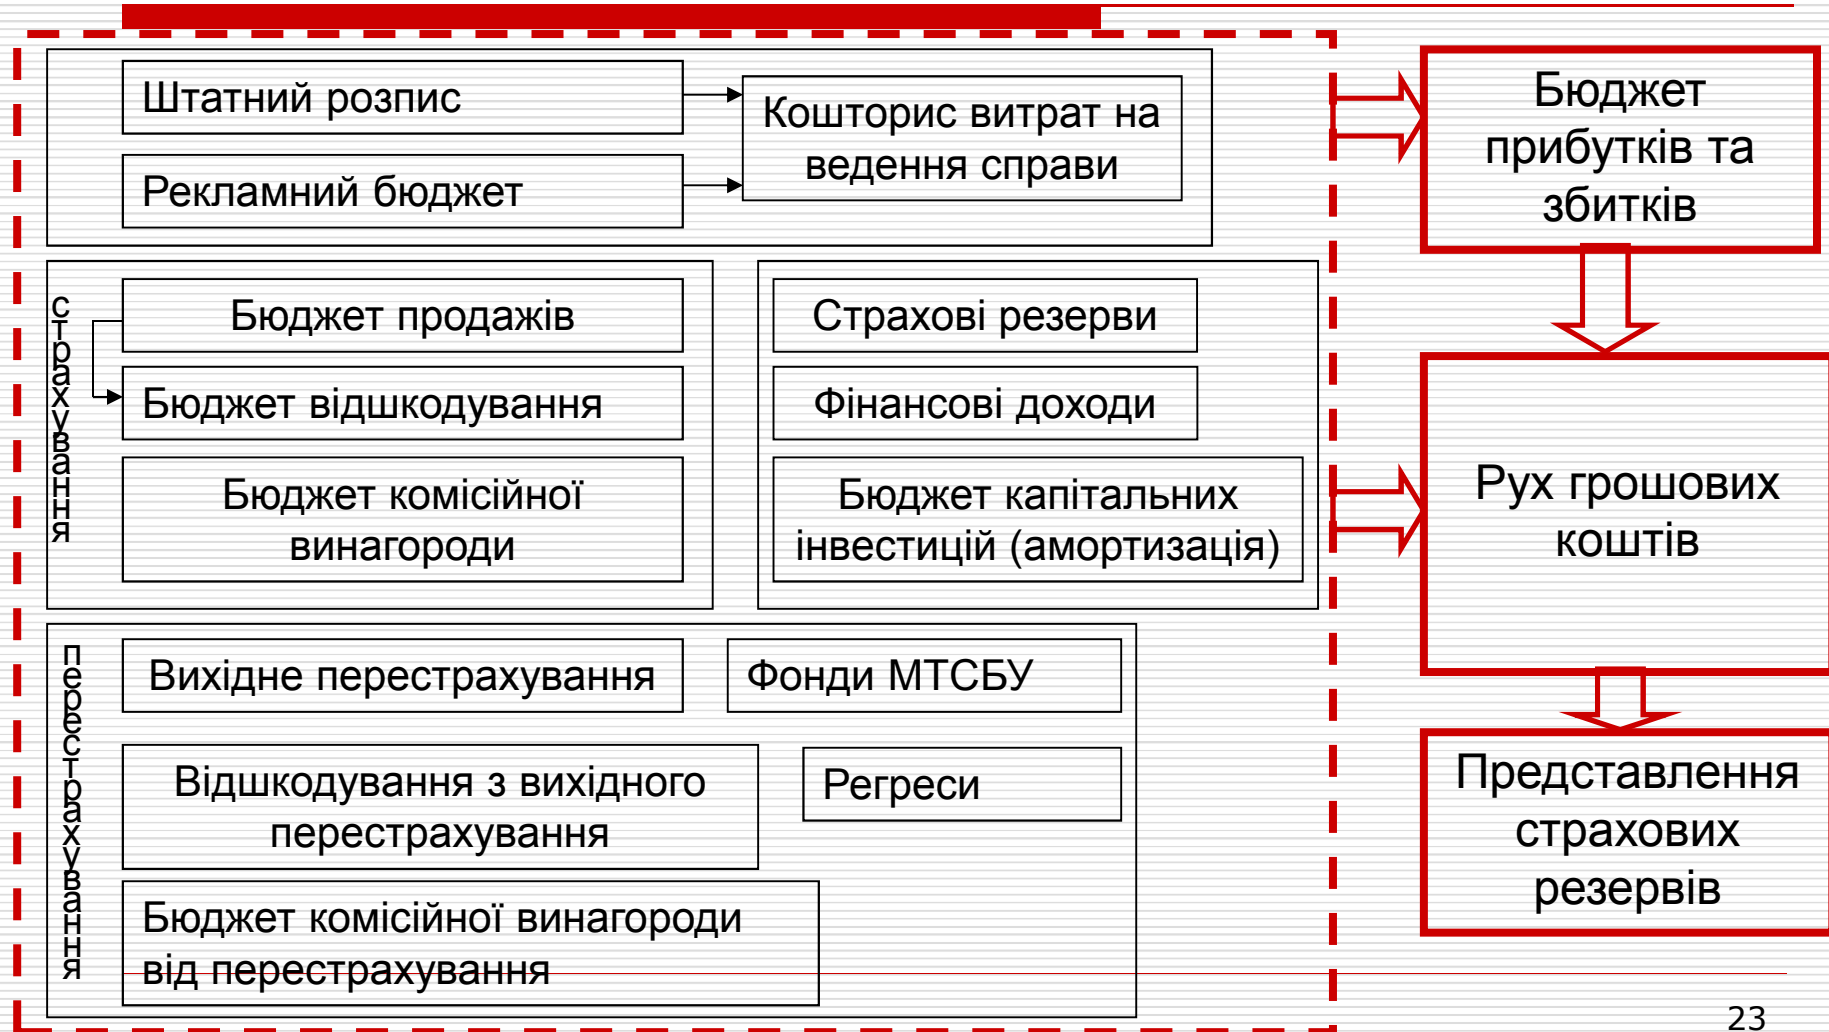 Штатний розпис
Кошторис витрат на
ведення справи
Рекламний бюджет
Бюджет
прибутків та
збитків
страхування
Бюджет продажів
Бюджет відшкодування
Бюджет комісійної
винагороди
Страхові резерви
Фінансові доходи
Бюджет капітальних
інвестицій (амортизація)
Рух грошових
коштів
перестрахування
Вихідне перестрахування
Фонди МТСБУ
Відшкодування з вихідного
перестрахування
Регреси
Бюджет комісійної винагороди
від перестрахування
Представлення
страхових
резервів
23